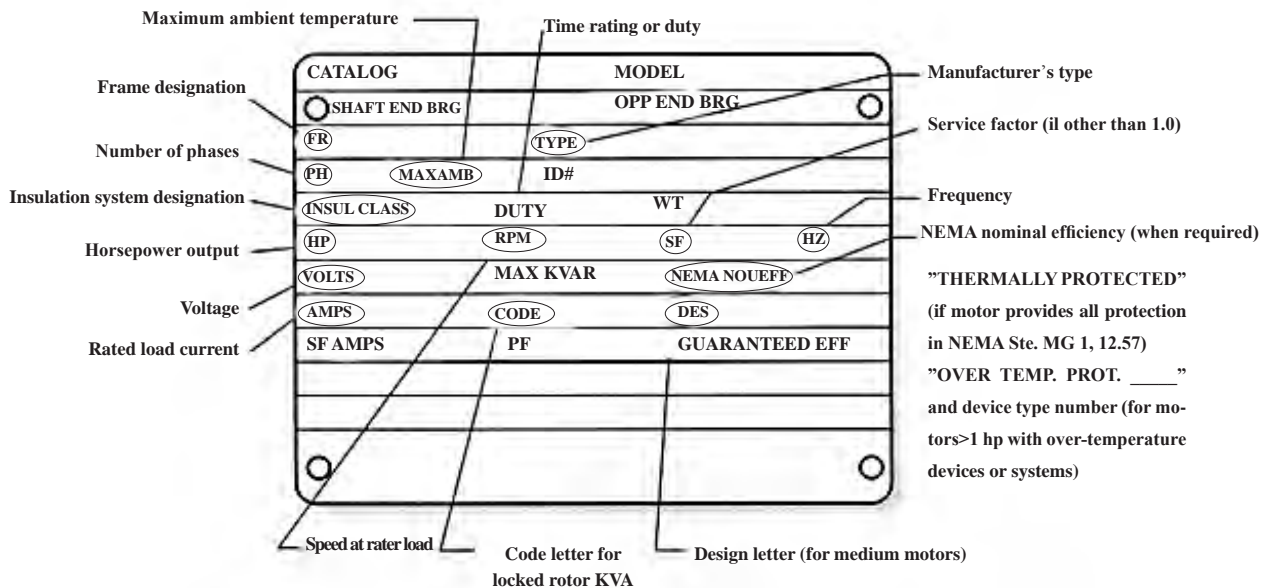 Maximum ambient temperature
Time rating or duty
CATALOG MODEL
Manufacturer's type
Frame designation
SHAFT END BRG OPP END BRG
Service factor (il other than 1.0)
FR TYPE
Number of phases
PH MAXAMB ID#
Insulation system designation
INSUL CLASS DUTY WT
Frequency
HP RPM SF HZ
NEMA nominal efficiency (when required)
Horsepower output
VOLTS MAX KVAR NEMA NOUEFF
Voltage
AMPS CODE DES
Rated load current
SF AMPS PF GUARANTEED EFF
”THERMALLY PROTECTED”
(if motor provides all protection
in NEMA Ste. MG 1, 12.57)
”OVER TEMP. PROT. _____”
and device type number (for mo-
tors>1 hp with over-temperature
devices or systems)
Speed at rater load
Code letter for
locked rotor KVA
Design letter (for medium motors)